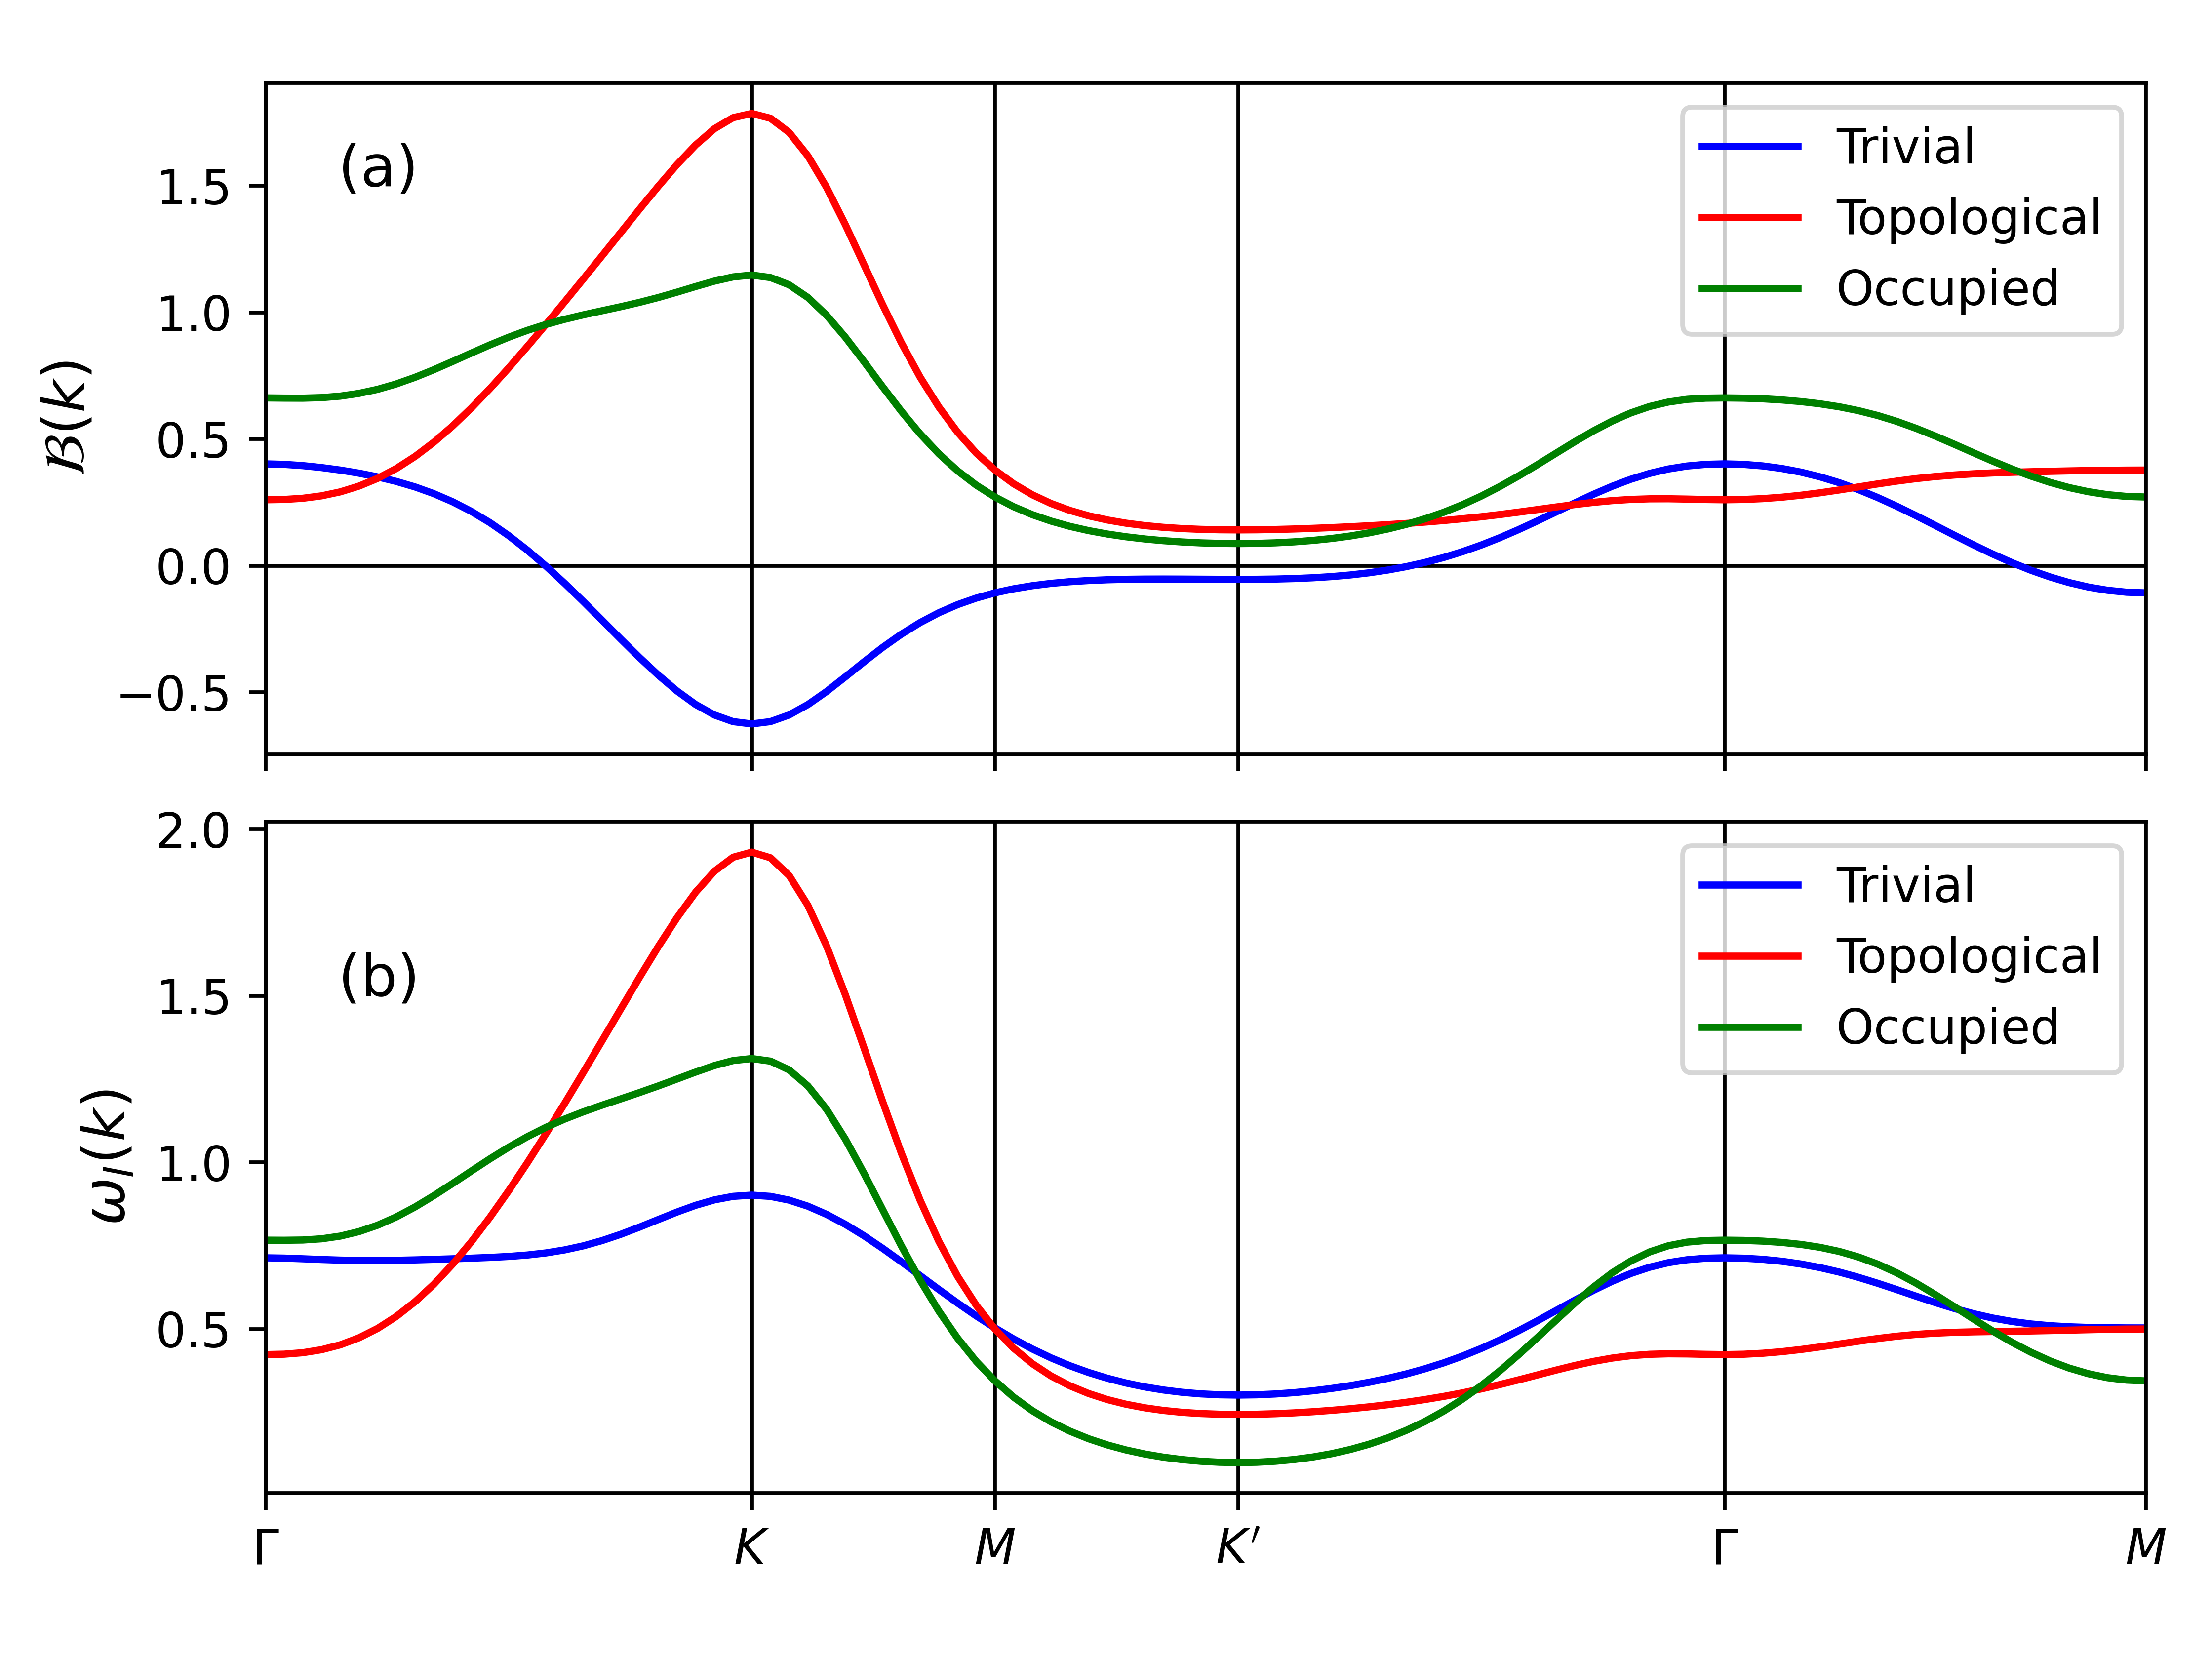 (a)
1.5
1.0
0.5
0.0
−0.5
ℬ(k)
Trivial
Topological
Occupied
(b)
2.0
1.5
1.0
0.5
ω_I(k)
Trivial
Topological
Occupied
Γ K M K′ Γ M